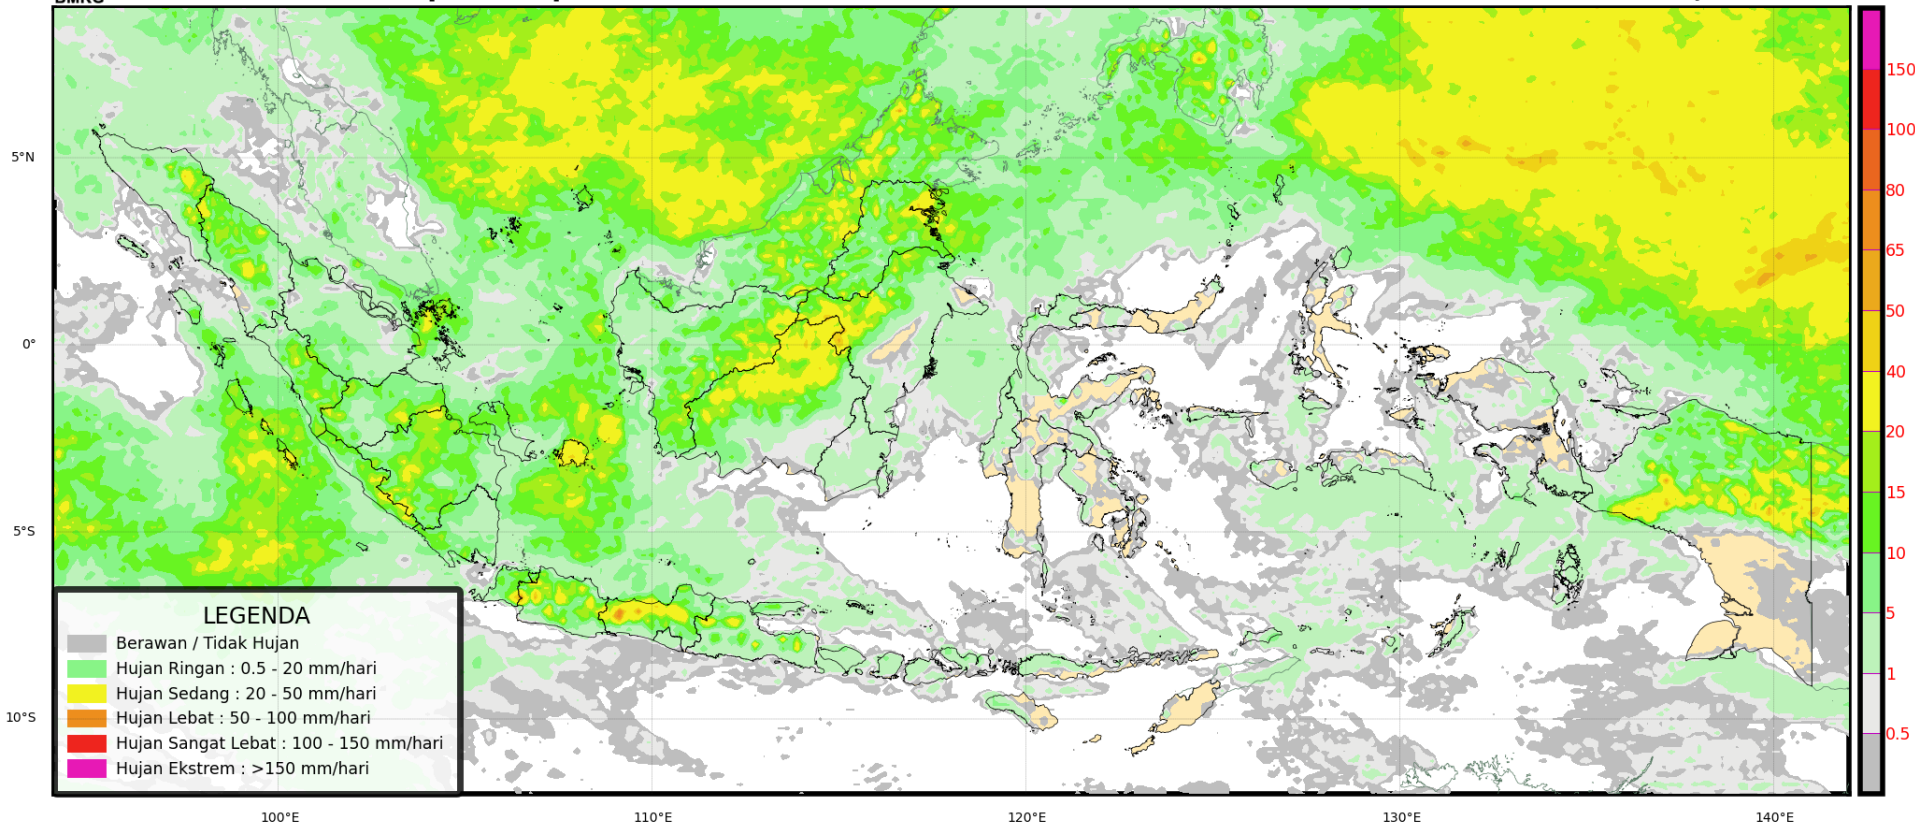 BMKG
5°N
0°
5°S
10°S
LEGENDA
Berawan / Tidak Hujan
Hujan Ringan : 0.5 - 20 mm/hari
Hujan Sedang : 20 - 50 mm/hari
Hujan Lebat : 50 - 100 mm/hari
Hujan Sangat Lebat : 100 - 150 mm/hari
Hujan Ekstrem : >150 mm/hari
100°E
110°E
120°E
130°E
140°E
150
100
80
65
50
40
20
15
10
5
1
0.5